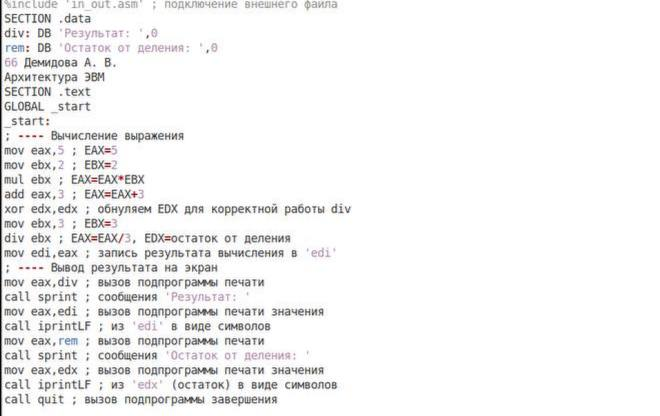 %include 'in_out.asm' ; подключение внешнего файла
SECTION .data
div: DB 'Результат: ',0
rem: DB 'Остаток от деления: ',0
66 Демидова А. В.
Архитектура ЭВМ
SECTION .text
GLOBAL _start
_start:
; ---- Вычисление выражения
mov eax,5 ; EAX=5
mov ebx,2 ; EBX=2
mul ebx ; EAX=EAX*EBX
add eax,3 ; EAX=EAX+3
xor edx,edx ; обнуляем EDX для корректной работы div
mov ebx,3 ; EBX=3
div ebx ; EAX=EAX/3, EDX=остаток от деления
mov edi,eax ; запись результата вычисления в 'edi'
; ---- Вывод результата на экран
mov eax,div ; вызов подпрограммы печати
call sprint ; сообщения 'Результат: '
mov eax,edi ; вызов подпрограммы печати значения
call iprintLF ; из 'edi' в виде символов
mov eax,rem ; вызов подпрограммы печати
call sprint ; сообщения 'Остаток от деления: '
mov eax,edx ; вызов подпрограммы печати значения
call iprintLF ; из 'edx' (остаток) в виде символов
call quit ; вызов подпрограммы завершения